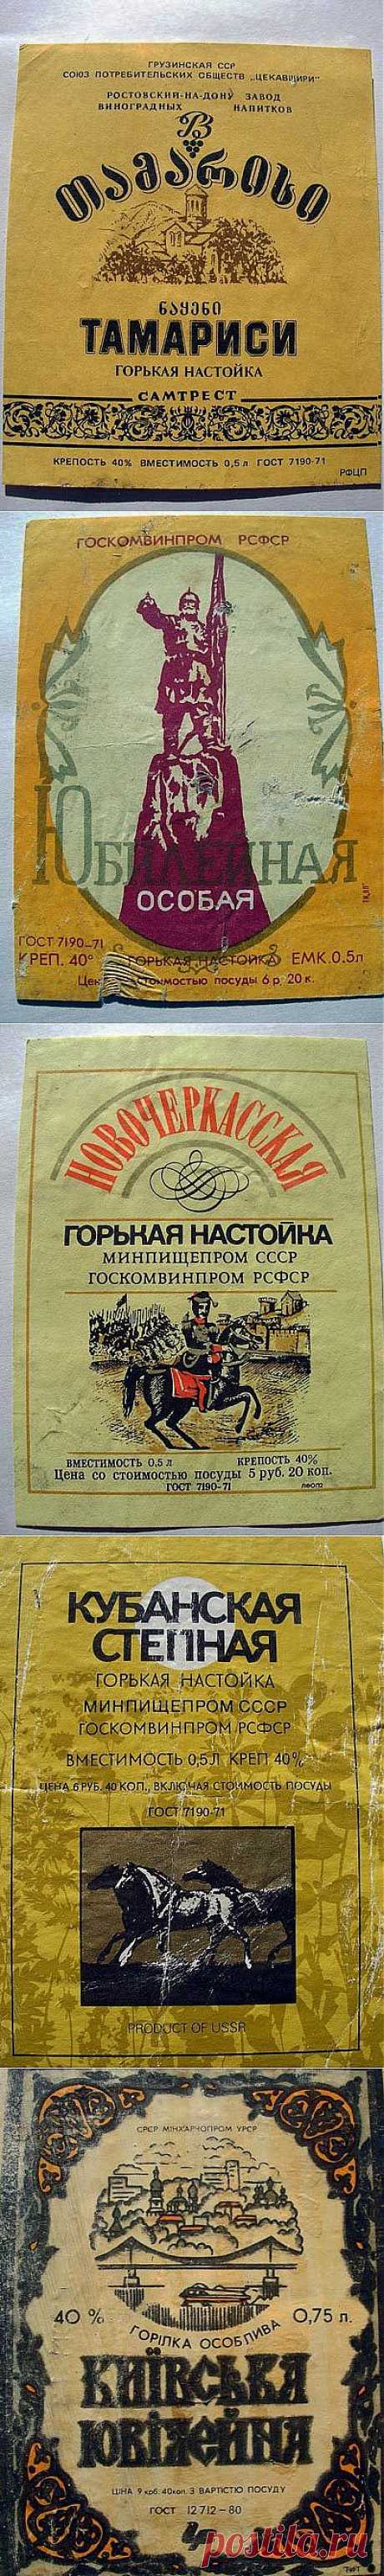 ГРУЗИНСКАЯ ССР
СОЮЗ ПОТРЕБИТЕЛЬСКИХ ОБЩЕСТВ „ЦЕКАВШИРИ"
РОСТОВСКИЙ-НА-ДОНУ ЗАВОД
ВИНОГРАДНЫХ НАПИТКОВ
თამარისი
ნაყენი
ТАМАРИСИ
ГОРЬКАЯ НАСТОЙКА
САМТРЕСТ
КРЕПОСТЬ 40% ВМЕСТИМОСТЬ 0,5 л ГОСТ 7190-71
РФЦП
ГОСКОМВИНПРОМ РСФСР
ЮБИЛЕЙНАЯ
ОСОБАЯ
ГОСТ 7190-71
КРЕП. 40° ГОРЬКАЯ НАСТОЙКА ЕМК. 0.5л
посуды 6 р. 20 к.
НОВОЧЕРКАССКАЯ
ГОРЬКАЯ НАСТОЙКА
МИНПИЩЕПРОМ СССР
ГОСКОМВИНПРОМ РСФСР
ВМЕСТИМОСТЬ 0,5 л КРЕПОСТЬ 40%
Цена со стоимостью посуды 5 руб. 20 коп.
ГОСТ 7190-71
КУБАНСКАЯ
СТЕПНАЯ
ГОРЬКАЯ НАСТОЙКА
МИНПИЩЕПРОМ СССР
ГОСКОМВИНПРОМ РСФСР
ВМЕСТИМОСТЬ 0,5Л КРЕП 40%
ЦЕНА 6 РУБ. 40 КОП., ВКЛЮЧАЯ СТОИМОСТЬ ПОСУДЫ
ГОСТ 7190-71
PRODUCT OF USSR
СРСР МІНХАРЧОПРОМ УРСР
40 % 0,75 л.
ГОРІЛКА ОСОБЛИВА
КИЇВСЬКА
ЮВІЛЕЙНА
ЦІНА 9 крб. 40 коп. З ВАРТІСТЮ ПОСУДУ
ГОСТ 12712-80
postila.ru